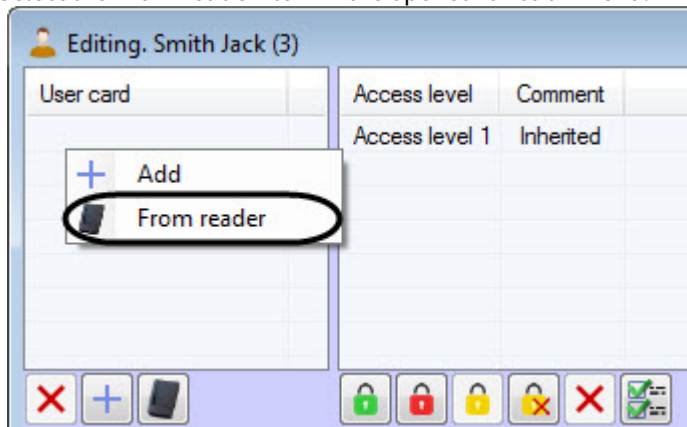 Editing. Smith Jack (3)
User card
Access level Comment
Access level 1 Inherited
Add
From reader